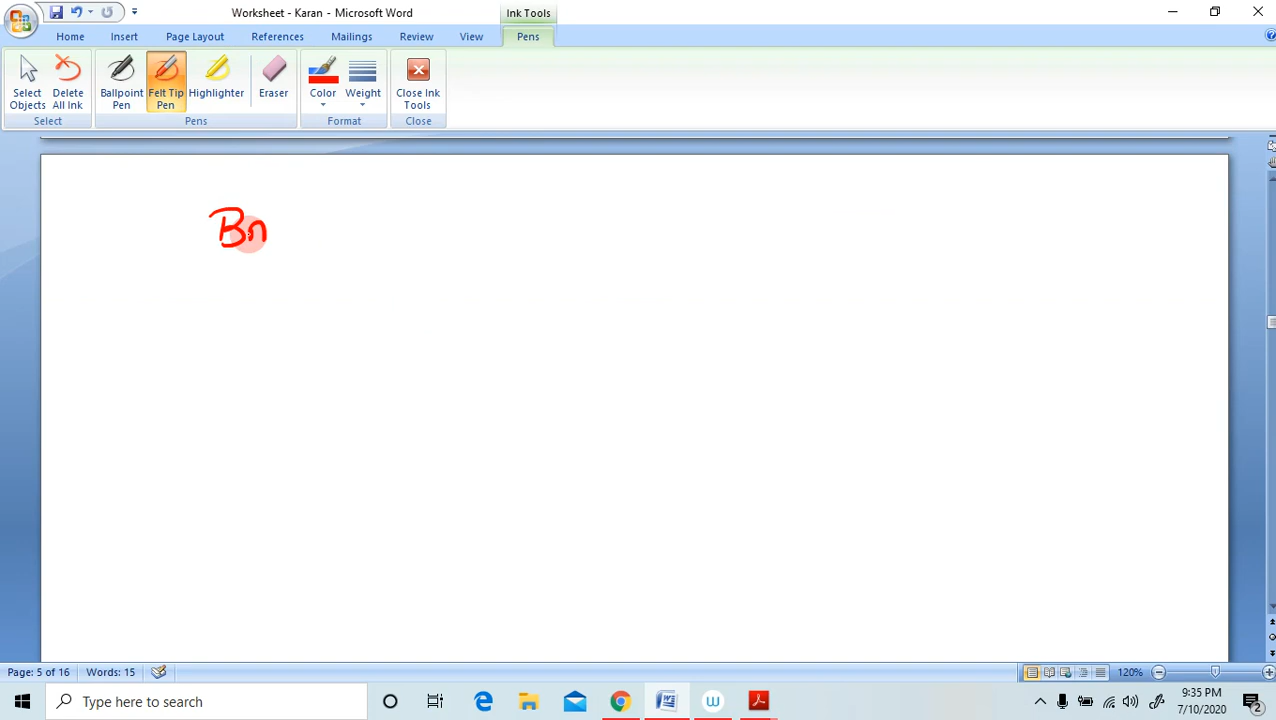 Worksheet - Karan - Microsoft Word
Ink Tools
Home Insert Page Layout References Mailings Review View Pens
Select Objects
Delete All Ink
Ballpoint Pen
Felt Tip Pen
Highlighter
Eraser
Color
Weight
Close Ink Tools
Select Pens Format Close
Bn
Page: 5 of 16 Words: 15 120%
Type here to search
9:35 PM
7/10/2020
2